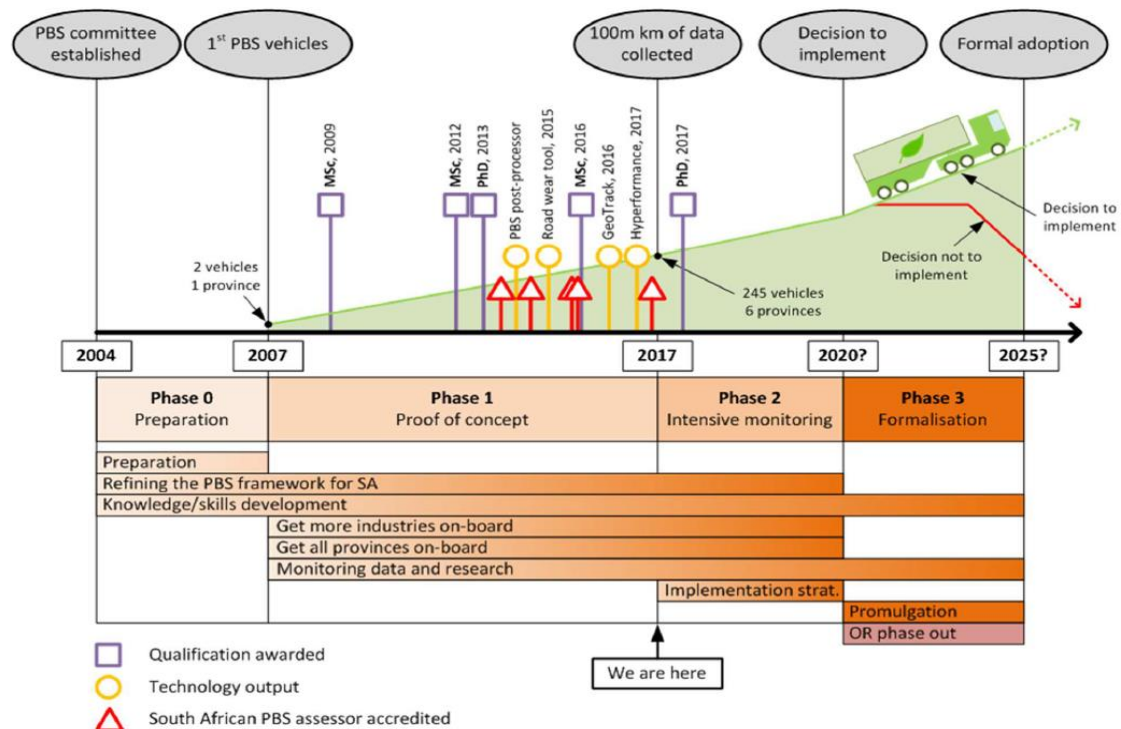 PBS committee
established
1st PBS vehicles
100m km of data
collected
Decision to
implement
Formal adoption
MSc, 2009
MSc, 2012
PhD, 2013
PBS post-processor
Road wear tool, 2015
MSc, 2016
GeoTrack, 2016
Hyperformance, 2017
PhD, 2017
2 vehicles
1 province
245 vehicles
6 provinces
Decision to
implement
Decision not to
implement
2004
2007
2017
2020?
2025?
Phase 0
Preparation
Phase 1
Proof of concept
Phase 2
Intensive monitoring
Phase 3
Formalisation
Preparation
Refining the PBS framework for SA
Knowledge/skills development
Get more industries on-board
Get all provinces on-board
Monitoring data and research
Implementation strat.
Promulgation
OR phase out
We are here
Qualification awarded
Technology output
South African PBS assessor accredited